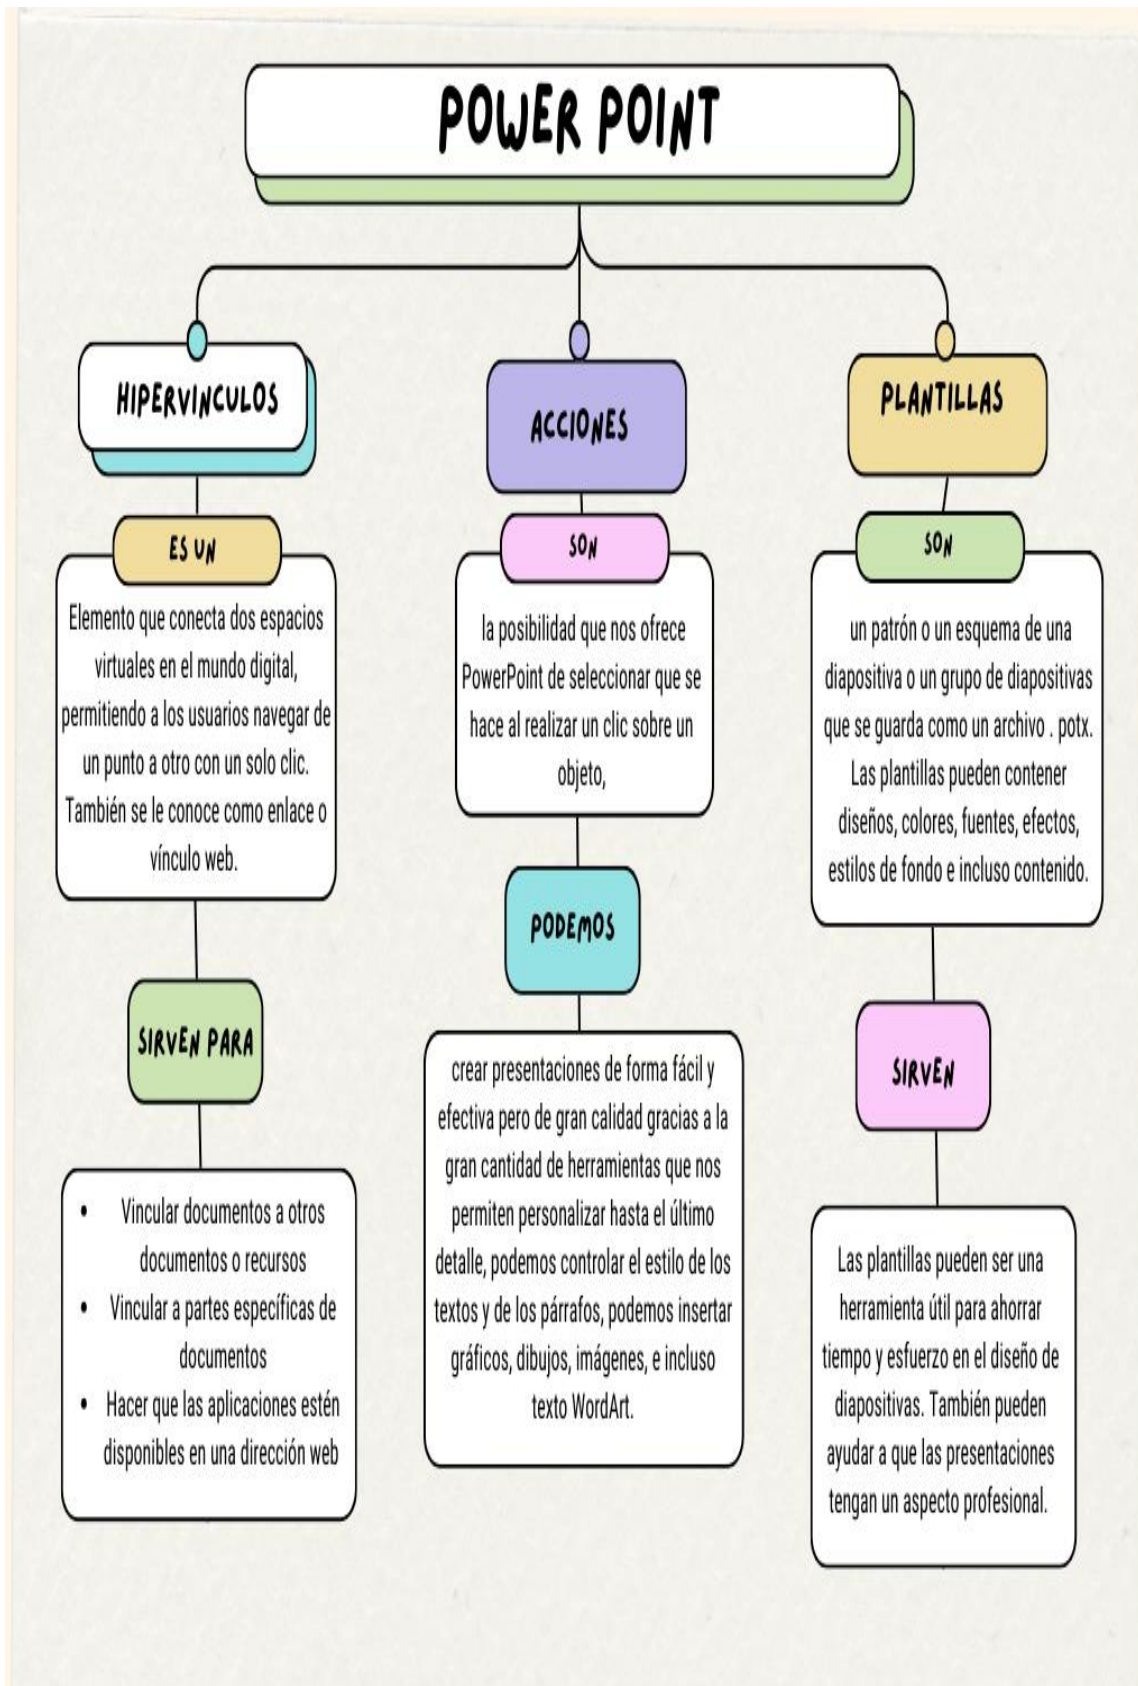 POWER POINT
HIPERVINCULOS
ES UN
Elemento que conecta dos espacios
virtuales en el mundo digital,
permitiendo a los usuarios navegar de
un punto a otro con un solo clic.
También se le conoce como enlace o
vínculo web.
SIRVEN PARA
• Vincular documentos a otros
documentos o recursos
• Vincular a partes específicas de
documentos
• Hacer que las aplicaciones estén
disponibles en una dirección web
ACCIONES
SON
la posibilidad que nos ofrece
PowerPoint de seleccionar que se
hace al realizar un clic sobre un
objeto,
PODEMOS
crear presentaciones de forma fácil y
efectiva pero de gran calidad gracias a la
gran cantidad de herramientas que nos
permiten personalizar hasta el último
detalle, podemos controlar el estilo de los
textos y de los párrafos, podemos insertar
gráficos, dibujos, imágenes, e incluso
texto WordArt.
PLANTILLAS
SON
un patrón o un esquema de una
diapositiva o un grupo de diapositivas
que se guarda como un archivo . potx.
Las plantillas pueden contener
diseños, colores, fuentes, efectos,
estilos de fondo e incluso contenido.
SIRVEN
Las plantillas pueden ser una
herramienta útil para ahorrar
tiempo y esfuerzo en el diseño de
diapositivas. También pueden
ayudar a que las presentaciones
tengan un aspecto profesional.